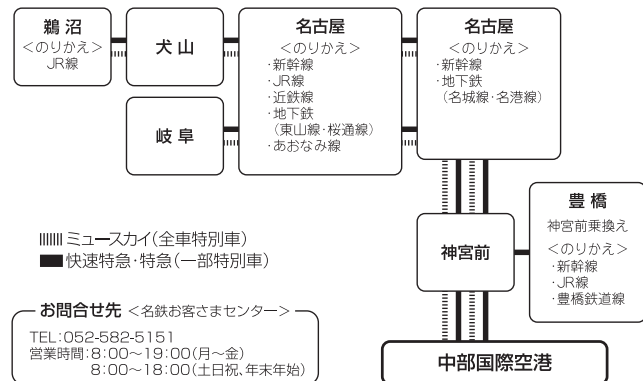 鵜沼
＜のりかえ＞
JR線
犬山
岐阜
名古屋
＜のりかえ＞
・新幹線
・JR線
・近鉄線
・地下鉄
（東山線・桜通線）
・あおなみ線
名古屋
＜のりかえ＞
・新幹線
・地下鉄
（名城線・名港線）
神宮前
豊橋
神宮前乗換え
＜のりかえ＞
・新幹線
・JR線
・豊橋鉄道線
中部国際空港
ミュースカイ（全車特別車）
快速特急・特急（一部特別車）
お問合せ先 ＜名鉄お客さまセンター＞
TEL：052-582-5151
営業時間：8：00～19：00（月～金）
8：00～18：00（土日祝、年末年始）